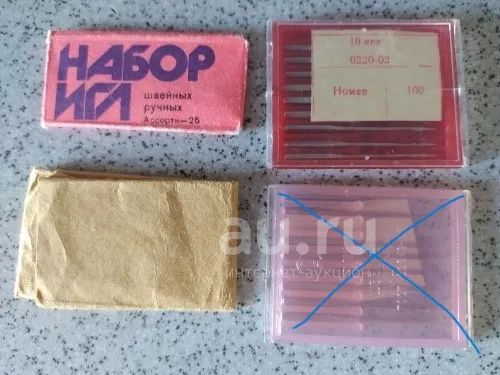 НАБОР
ИГЛ
швейных
ручных
Ассорти—25
10 игл
0220-02
Номер 100
au.ru
интернет-аукцион